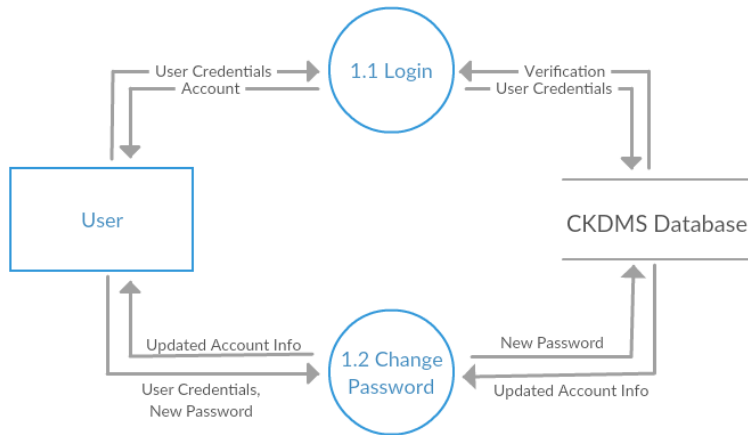 User Credentials
Account
1.1 Login
Verification
User Credentials
User
CKDMS Database
Updated Account Info
User Credentials,
New Password
1.2 Change
Password
New Password
Updated Account Info